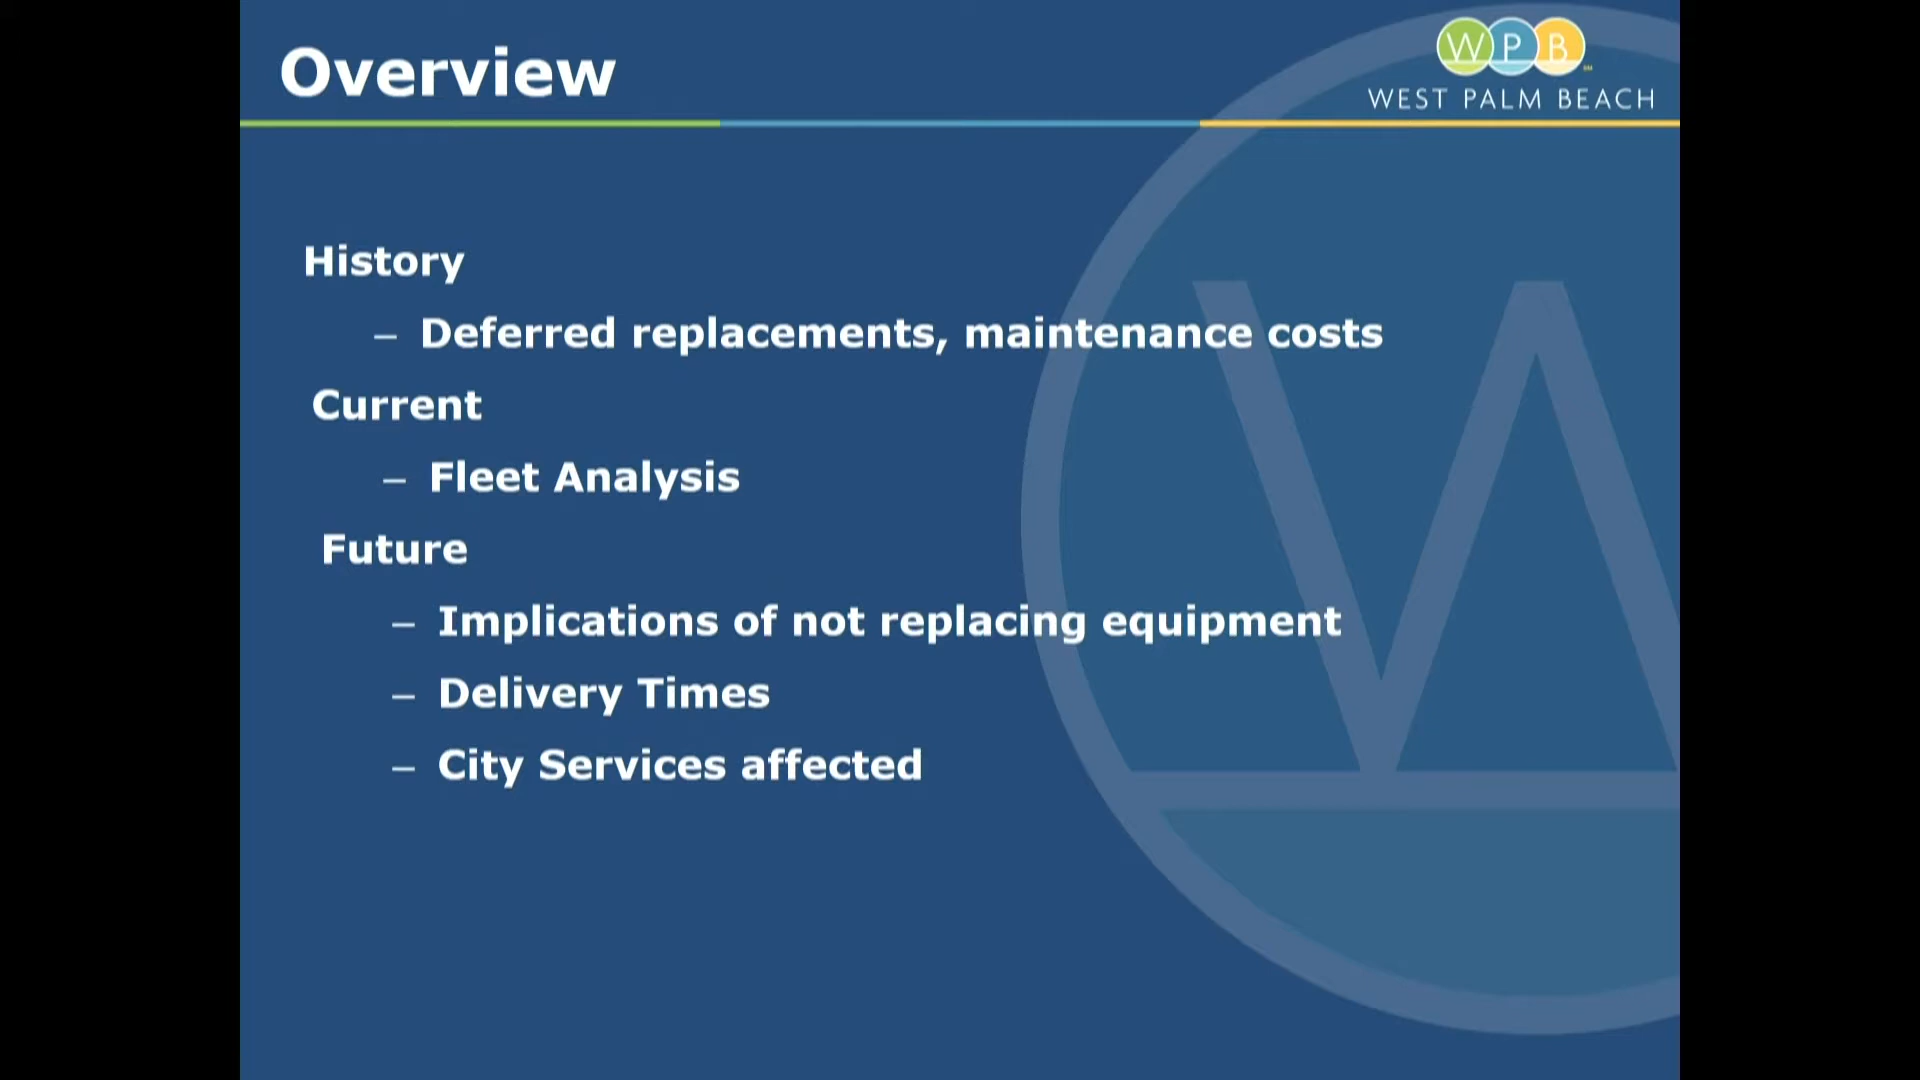 Overview
WPB
WEST PALM BEACH
History
– Deferred replacements, maintenance costs
Current
– Fleet Analysis
Future
– Implications of not replacing equipment
– Delivery Times
– City Services affected